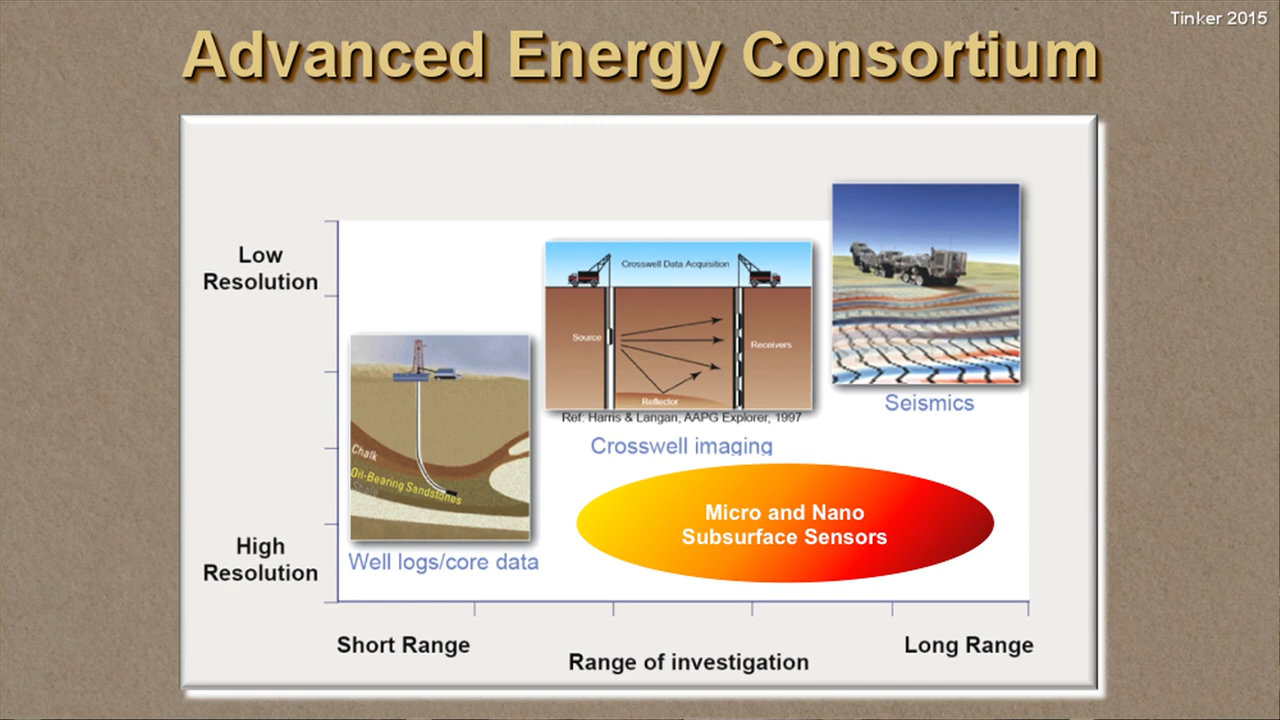 Tinker 2015
Advanced Energy Consortium
Low
Resolution
High
Resolution
Crosswell Data Acquisition
Source
Receivers
Reflector
Ref: Harris & Langan, AAPG Explorer, 1997
Crosswell imaging
Seismics
Chalk
Oil-Bearing Sandstones
Shale
Well logs/core data
Micro and Nano
Subsurface Sensors
Short Range
Range of investigation
Long Range